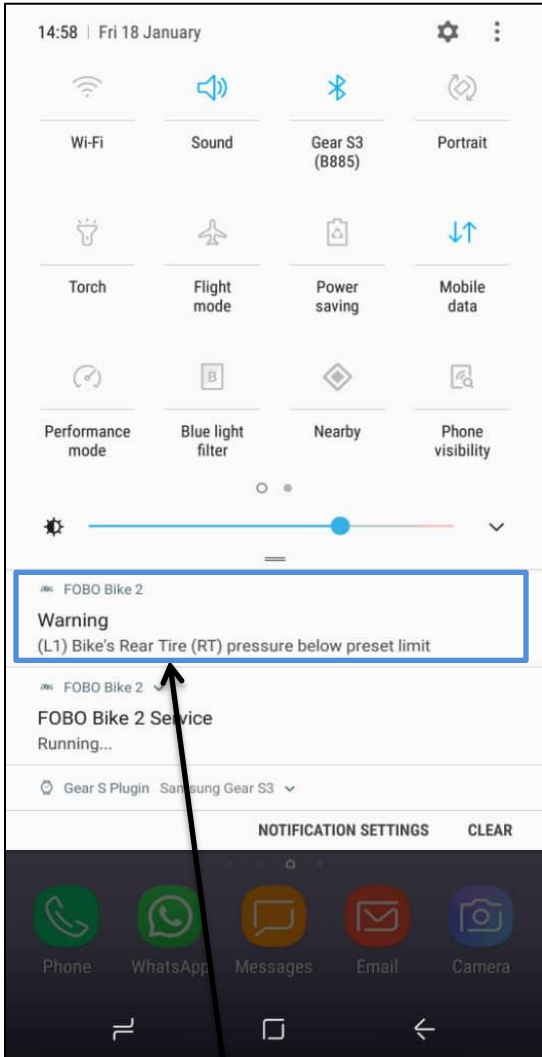 14:58 | Fri 18 January
Wi-Fi Sound Gear S3 (B885) Portrait
Torch Flight mode Power saving Mobile data
B
Performance mode Blue light filter Nearby Phone visibility
FOBO Bike 2
Warning
(L1) Bike's Rear Tire (RT) pressure below preset limit
FOBO Bike 2
FOBO Bike 2 Service
Running...
Gear S Plugin Samsung Gear S3
NOTIFICATION SETTINGS CLEAR
Phone WhatsApp Messages Email Camera